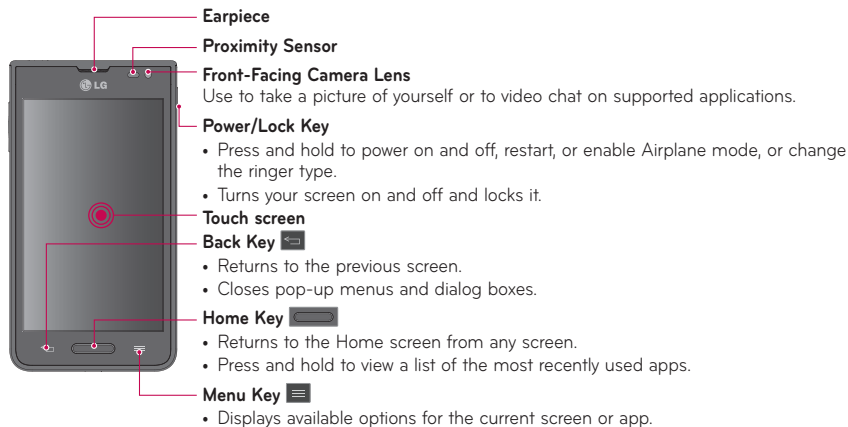 Earpiece
Proximity Sensor
Front-Facing Camera Lens
Use to take a picture of yourself or to video chat on supported applications.
LG
Power/Lock Key
• Press and hold to power on and off, restart, or enable Airplane mode, or change
the ringer type.
• Turns your screen on and off and locks it.
Touch screen
Back Key
• Returns to the previous screen.
• Closes pop-up menus and dialog boxes.
Home Key
• Returns to the Home screen from any screen.
• Press and hold to view a list of the most recently used apps.
Menu Key
• Displays available options for the current screen or app.